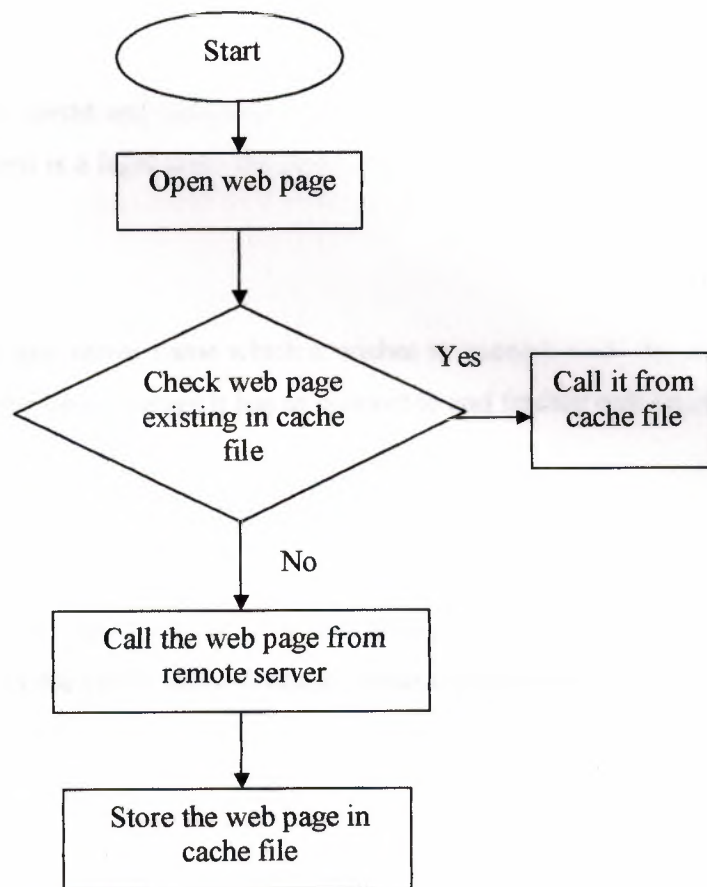 Start
Open web page
Check web page
existing in cache
file
Yes
Call it from
cache file
No
Call the web page from
remote server
Store the web page in
cache file